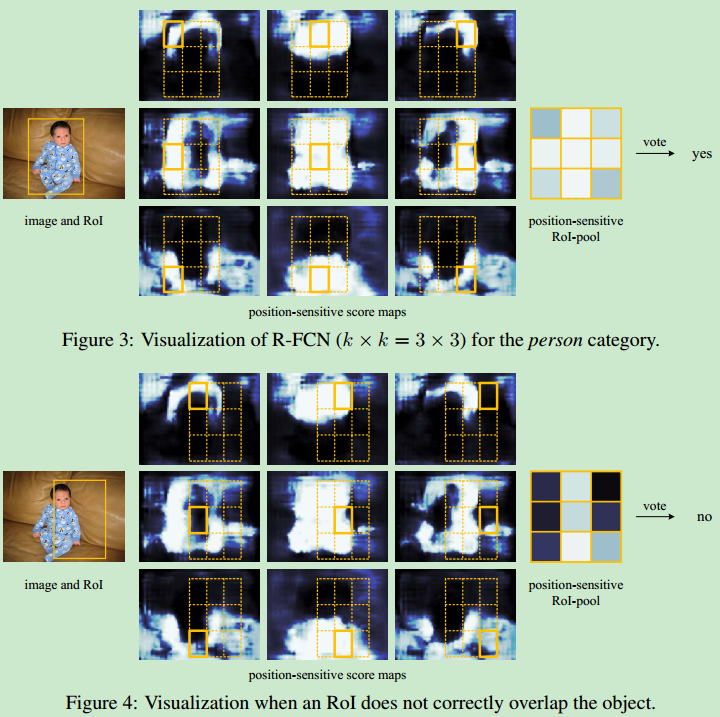 image and RoI
position-sensitive score maps
position-sensitive
RoI-pool
vote
yes
Figure 3: Visualization of R-FCN (k × k = 3 × 3) for the person category.
image and RoI
position-sensitive score maps
position-sensitive
RoI-pool
vote
no
Figure 4: Visualization when an RoI does not correctly overlap the object.